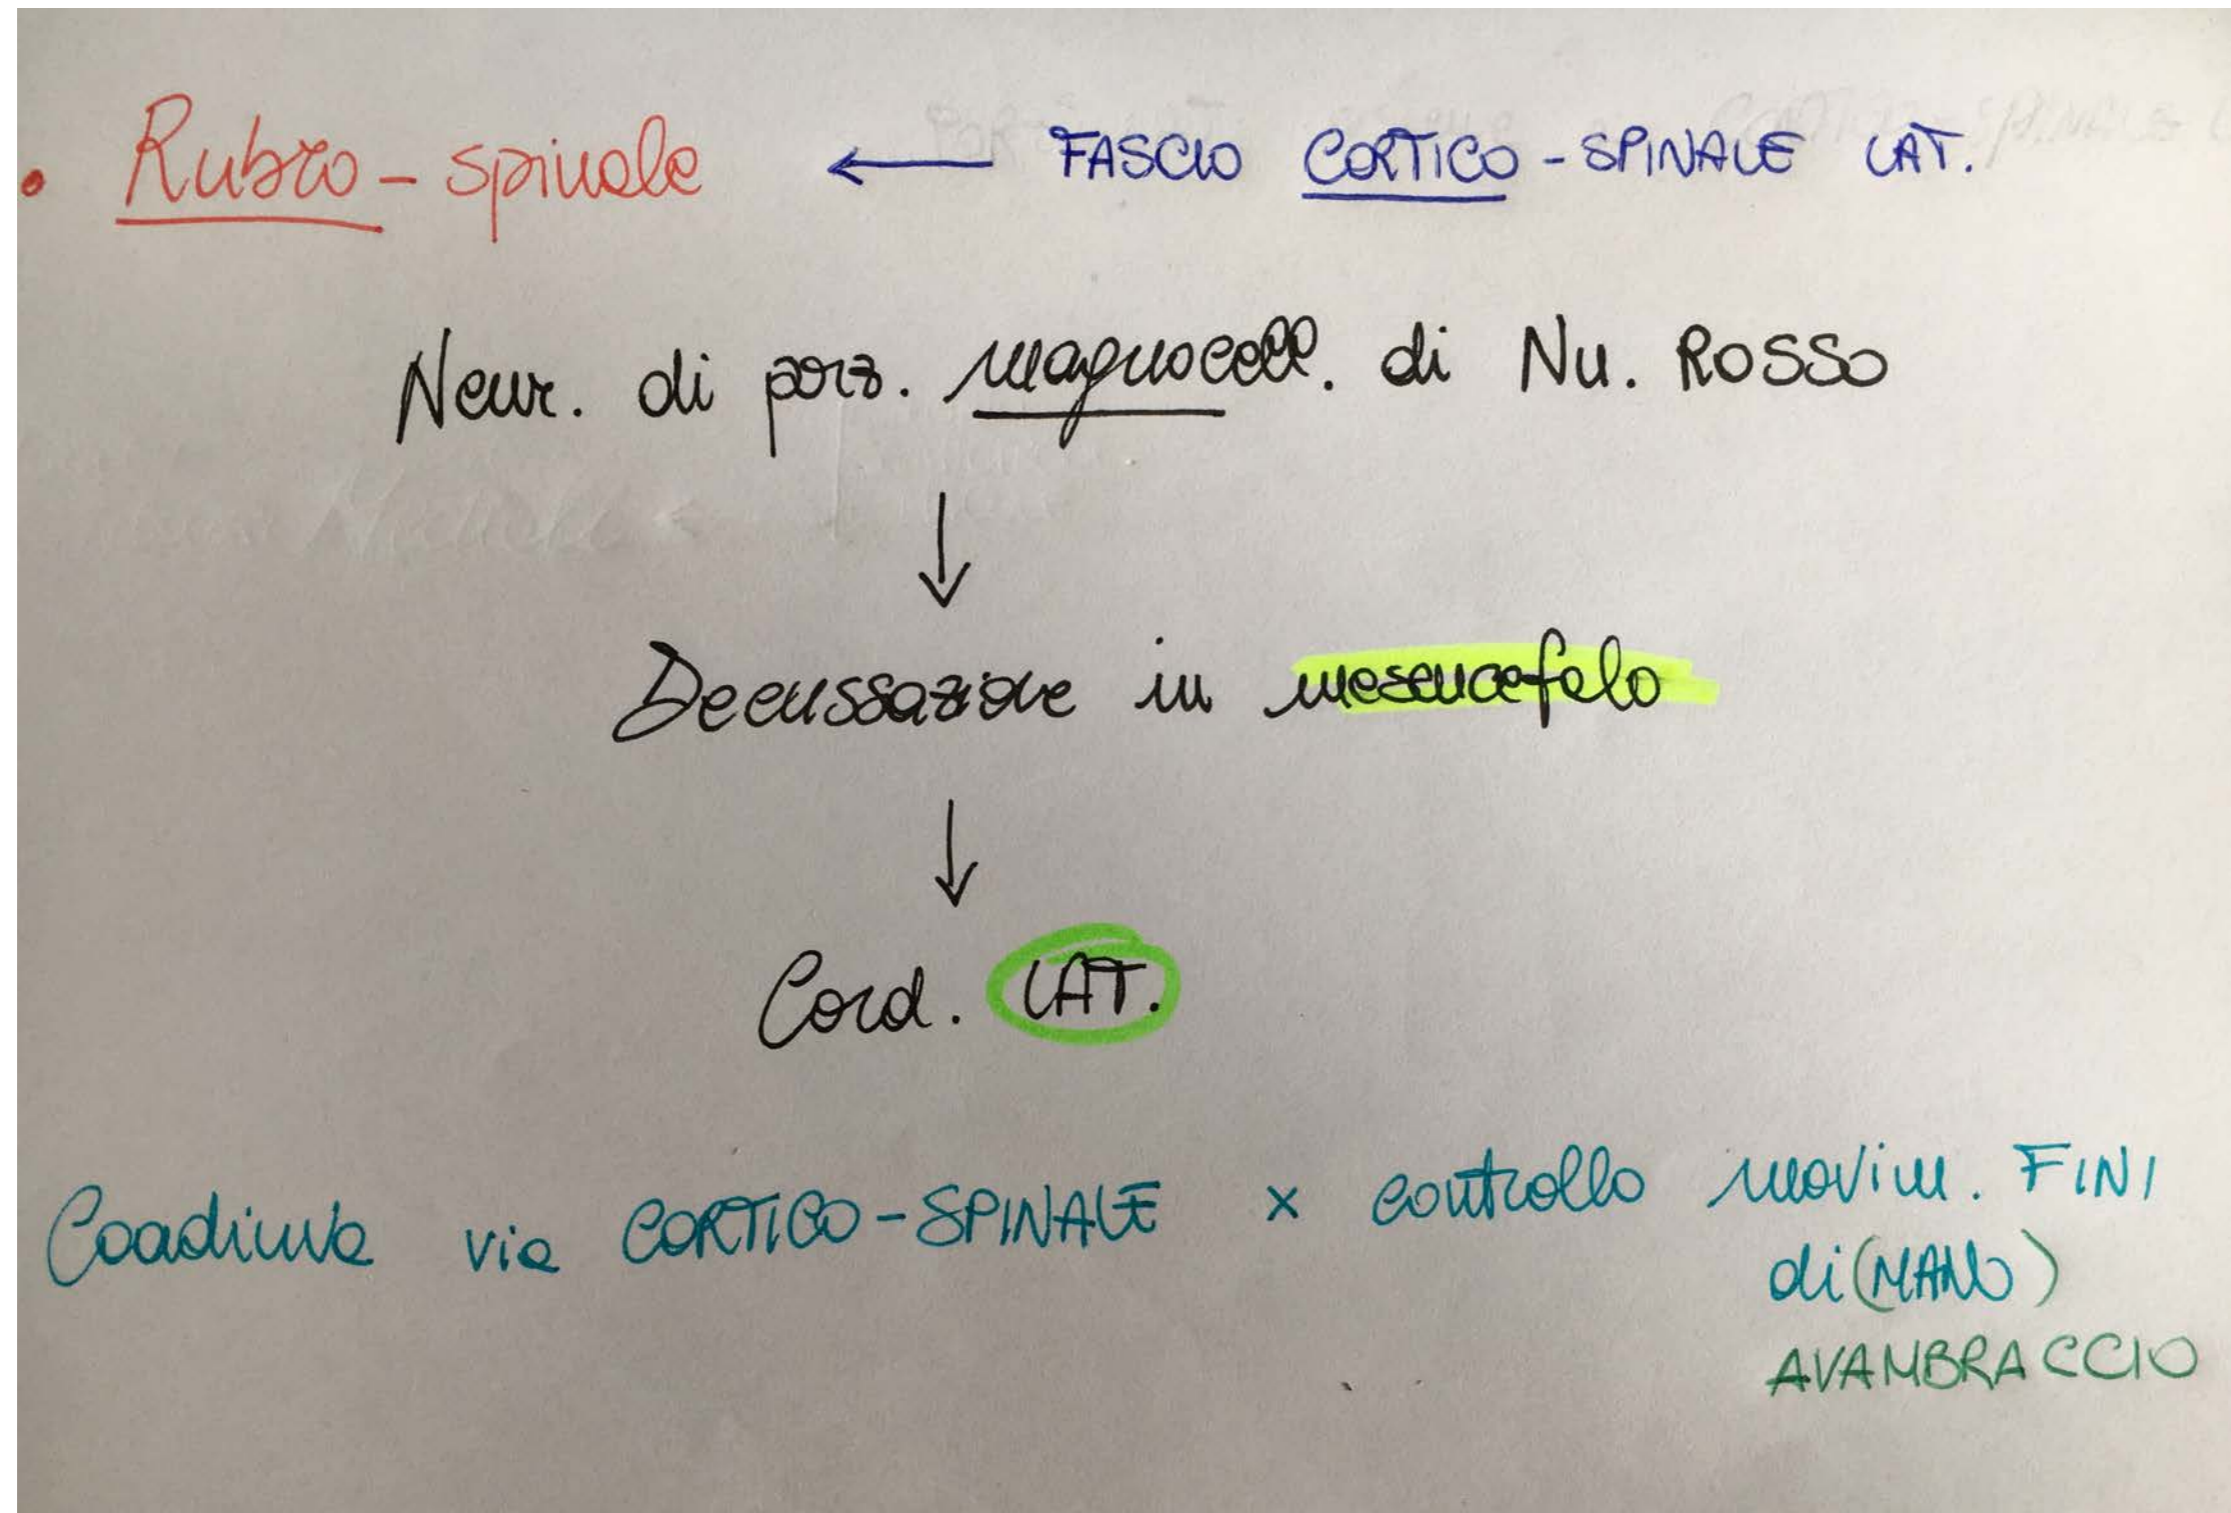 • Rubro-spinale ← FASCIO CORTICO-SPINALE LAT.
Neur. di porz. magnocell. di Nu. ROSSO
↓
Decussazione in mesencefalo
↓
Cord. LAT.
Coadiuva via CORTICO-SPINALE x controllo movim. FINI
di (MANO)
AVAMBRACCIO